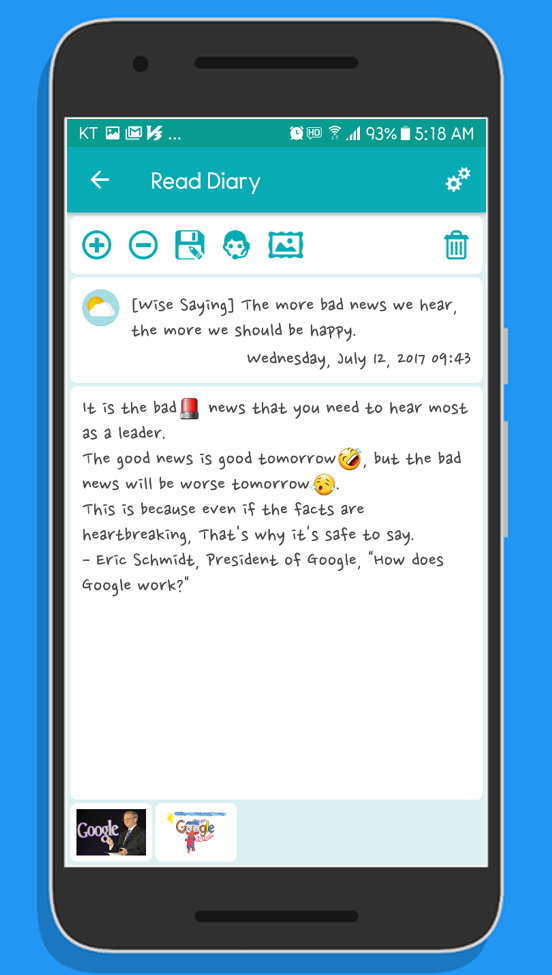 KT ... HD 93% 5:18 AM
Read Diary
[Wise Saying] The more bad news we hear,
the more we should be happy.
Wednesday, July 12, 2017 09:43
It is the bad🚨 news that you need to hear most
as a leader.
The good news is good tomorrow🤣, but the bad
news will be worse tomorrow😥.
This is because even if the facts are
heartbreaking, That's why it's safe to say.
- Eric Schmidt, President of Google, "How does
Google work?"
Google
Google